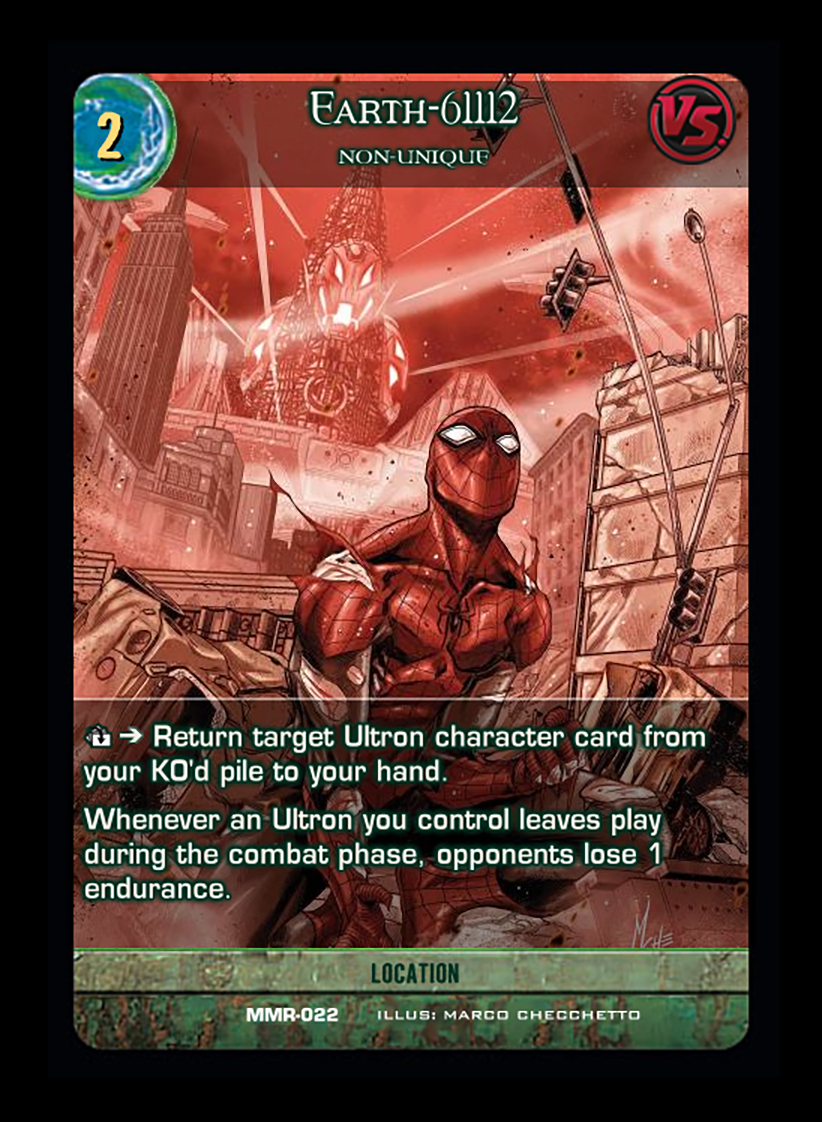 2
Earth-61112
VS.
NON-UNIQUE
➔ Return target Ultron character card from
your KO'd pile to your hand.
Whenever an Ultron you control leaves play
during the combat phase, opponents lose 1
endurance.
LOCATION
MMR-022 ILLUS: MARCO CHECCHETTO